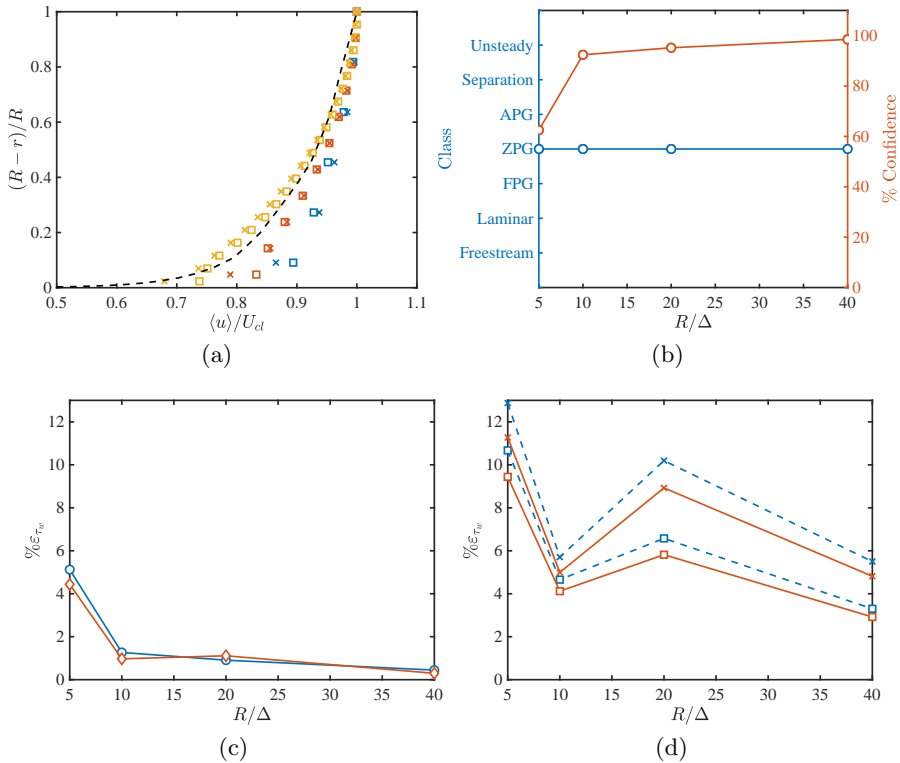 1
0.8
0.6
0.4
0.2
0
(R − r)/R
0.5 0.6 0.7 0.8 0.9 1 1.1
⟨u⟩/U_cl
(a)
Unsteady
Separation
APG
ZPG
FPG
Laminar
Freestream
Class
100
80
60
40
20
0
% Confidence
5 10 15 20 25 30 35 40
R/Δ
(b)
12
10
8
6
4
2
0
%ε_{τ_w}
5 10 15 20 25 30 35 40
R/Δ
(c)
12
10
8
6
4
2
0
%ε_{τ_w}
5 10 15 20 25 30 35 40
R/Δ
(d)